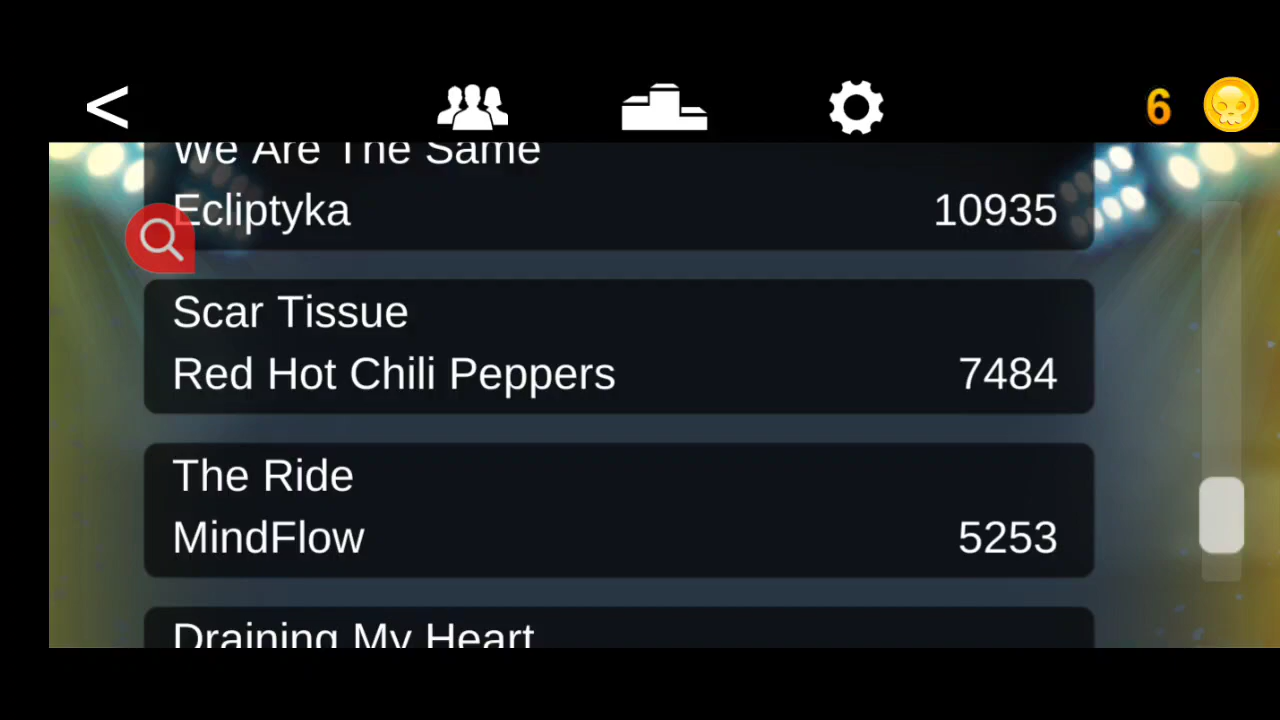 <
6
We Are The Same
Ecliptyka
10935
Scar Tissue
Red Hot Chili Peppers
7484
The Ride
MindFlow
5253
Draining My Heart